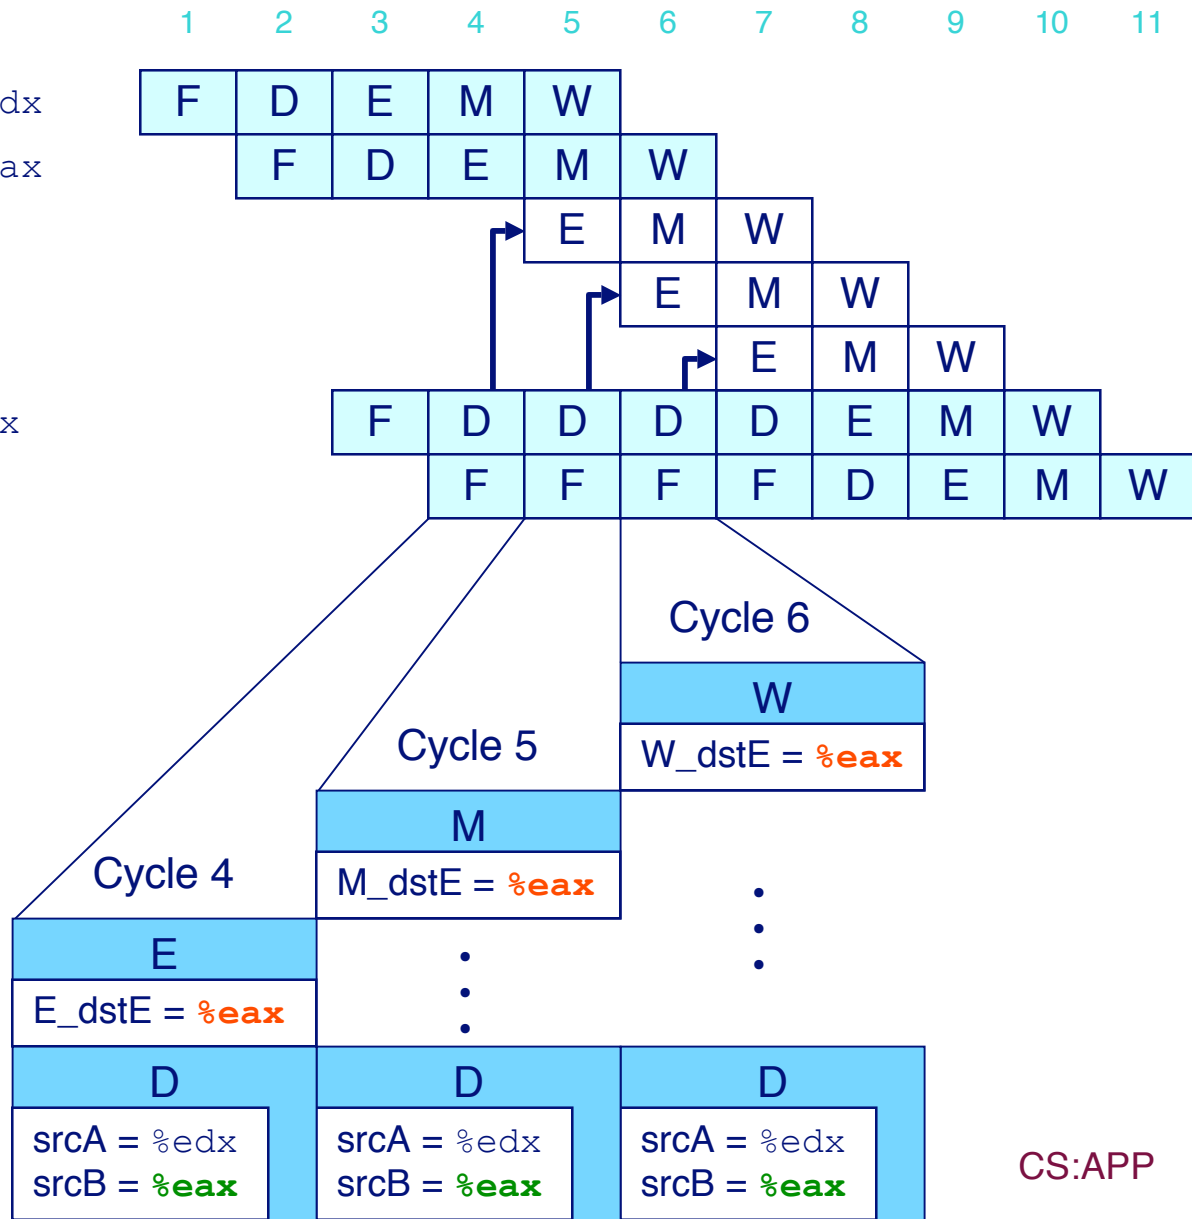 1 2 3 4 5 6 7 8 9 10 11
dx F D E M W
ax F D E M W
E M W
E M W
E M W
x F D D D D E M W
F F F F D E M W
Cycle 6
W
W_dstE = %eax
Cycle 5
M
M_dstE = %eax
Cycle 4
E
E_dstE = %eax
D D D
srcA = %edx srcA = %edx srcA = %edx
srcB = %eax srcB = %eax srcB = %eax
CS:APP